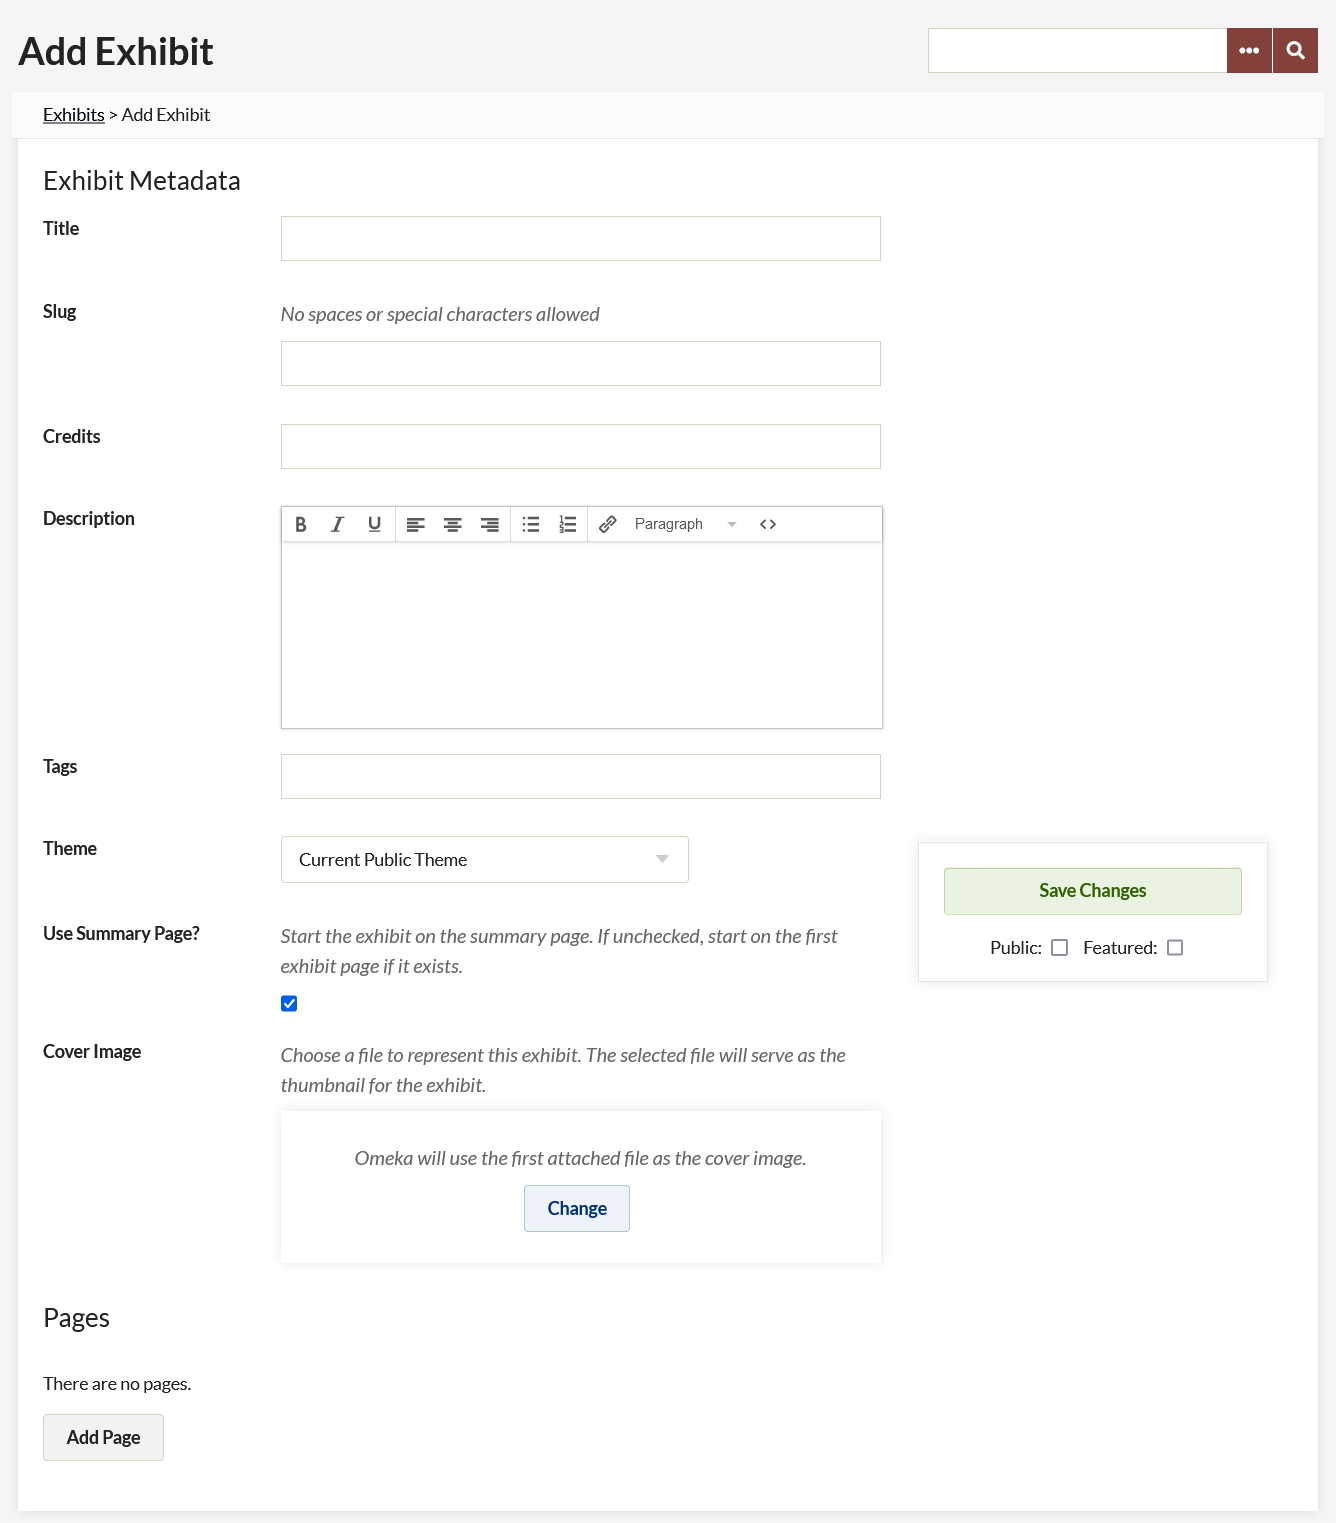 Add Exhibit
Exhibits > Add Exhibit
Exhibit Metadata
Title
Slug
No spaces or special characters allowed
Credits
Description
B I U Paragraph <>
Tags
Theme
Current Public Theme
Save Changes
Public: Featured:
Use Summary Page?
Start the exhibit on the summary page. If unchecked, start on the first
exhibit page if it exists.
Cover Image
Choose a file to represent this exhibit. The selected file will serve as the
thumbnail for the exhibit.
Omeka will use the first attached file as the cover image.
Change
Pages
There are no pages.
Add Page